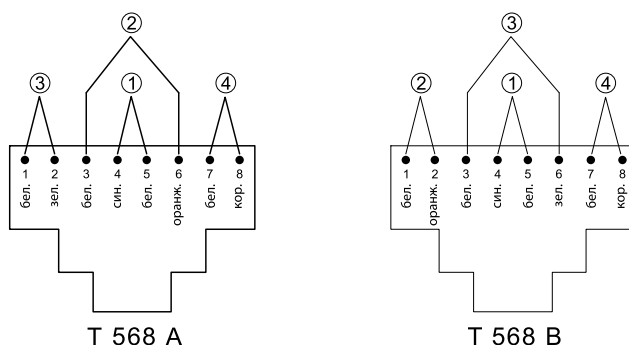 ② ③
③ ① ④ ② ① ④
1 2 3 4 5 6 7 8 1 2 3 4 5 6 7 8
бел. зел. бел. син. бел. оранж. бел. кор. бел. оранж. бел. син. бел. зел. бел. кор.
T 568 A T 568 B